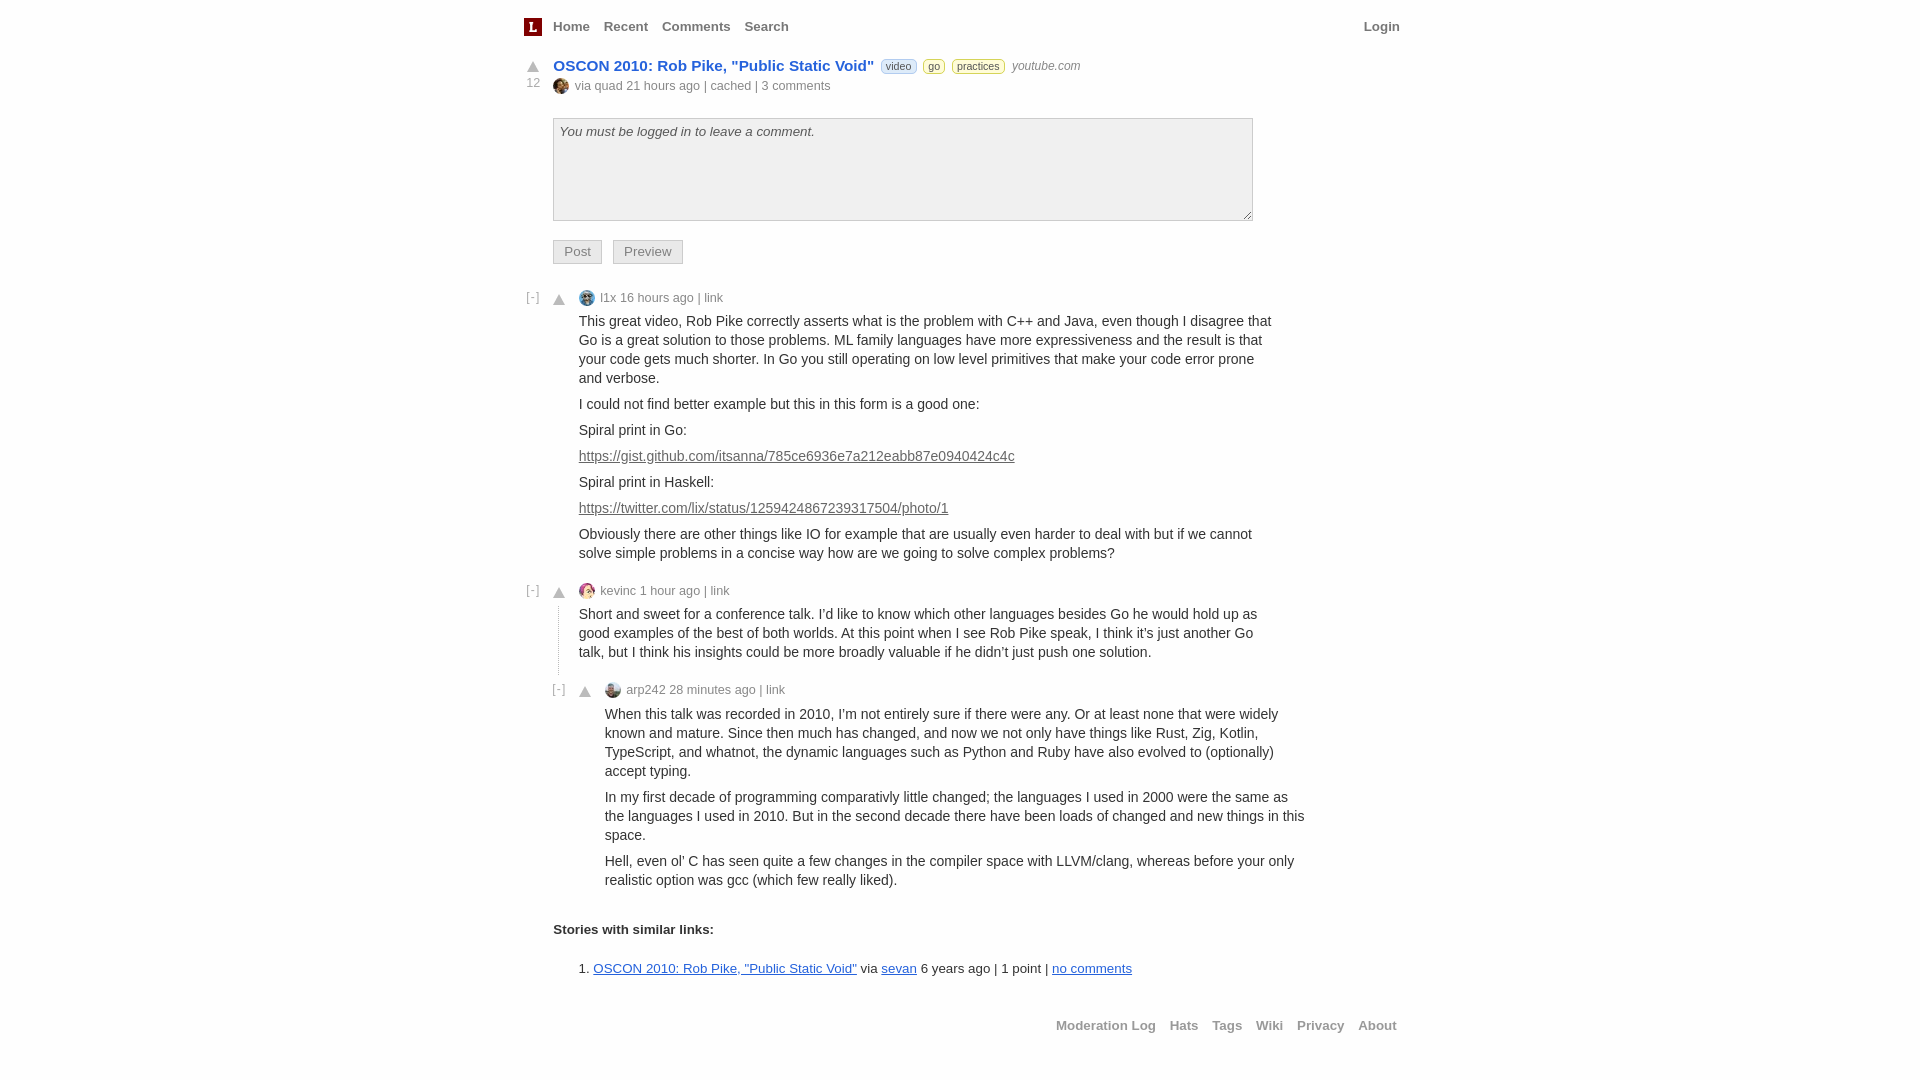 L Home Recent Comments Search Login
OSCON 2010: Rob Pike, "Public Static Void" video go practices youtube.com
12
via quad 21 hours ago | cached | 3 comments
You must be logged in to leave a comment.
Post Preview
[-] l1x 16 hours ago | link
This great video, Rob Pike correctly asserts what is the problem with C++ and Java, even though I disagree that
Go is a great solution to those problems. ML family languages have more expressiveness and the result is that
your code gets much shorter. In Go you still operating on low level primitives that make your code error prone
and verbose.
I could not find better example but this in this form is a good one:
Spiral print in Go:
https://gist.github.com/itsanna/785ce6936e7a212eabb87e0940424c4c
Spiral print in Haskell:
https://twitter.com/lix/status/1259424867239317504/photo/1
Obviously there are other things like IO for example that are usually even harder to deal with but if we cannot
solve simple problems in a concise way how are we going to solve complex problems?
[-] kevinc 1 hour ago | link
Short and sweet for a conference talk. I’d like to know which other languages besides Go he would hold up as
good examples of the best of both worlds. At this point when I see Rob Pike speak, I think it’s just another Go
talk, but I think his insights could be more broadly valuable if he didn’t just push one solution.
[-] arp242 28 minutes ago | link
When this talk was recorded in 2010, I’m not entirely sure if there were any. Or at least none that were widely
known and mature. Since then much has changed, and now we not only have things like Rust, Zig, Kotlin,
TypeScript, and whatnot, the dynamic languages such as Python and Ruby have also evolved to (optionally)
accept typing.
In my first decade of programming comparativly little changed; the languages I used in 2000 were the same as
the languages I used in 2010. But in the second decade there have been loads of changed and new things in this
space.
Hell, even ol’ C has seen quite a few changes in the compiler space with LLVM/clang, whereas before your only
realistic option was gcc (which few really liked).
Stories with similar links:
1. OSCON 2010: Rob Pike, "Public Static Void" via sevan 6 years ago | 1 point | no comments
Moderation Log Hats Tags Wiki Privacy About